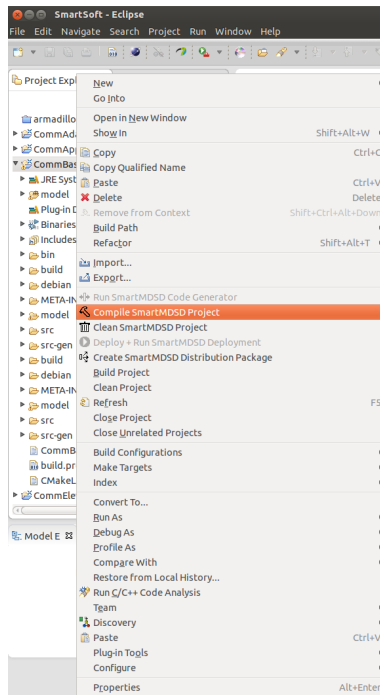 SmartSoft - Eclipse
File Edit Navigate Search Project Run Window Help
Project Expl
armadillo
CommAd
CommAp
CommBas
JRE Syst
model
Plug-in D
Binaries
Includes
bin
build
debian
META-IN
model
src
src-gen
build
debian
META-IN
model
src
src-gen
CommB
build.pr
CMakeL
CommEle
Model E
New
Go Into
Open in New Window
Show In Shift+Alt+W
Copy Ctrl+C
Copy Qualified Name
Paste Ctrl+V
Delete Delete
Remove from Context Shift+Ctrl+Alt+Down
Build Path
Refactor Shift+Alt+T
Import...
Export...
Run SmartMDSD Code Generator
Compile SmartMDSD Project
Clean SmartMDSD Project
Deploy + Run SmartMDSD Deployment
Create SmartMDSD Distribution Package
Build Project
Clean Project
Refresh F5
Close Project
Close Unrelated Projects
Build Configurations
Make Targets
Index
Convert To...
Run As
Debug As
Profile As
Compare With
Restore from Local History...
Run C/C++ Code Analysis
Team
Discovery
Paste Ctrl+V
Plug-in Tools
Configure
Properties Alt+Enter